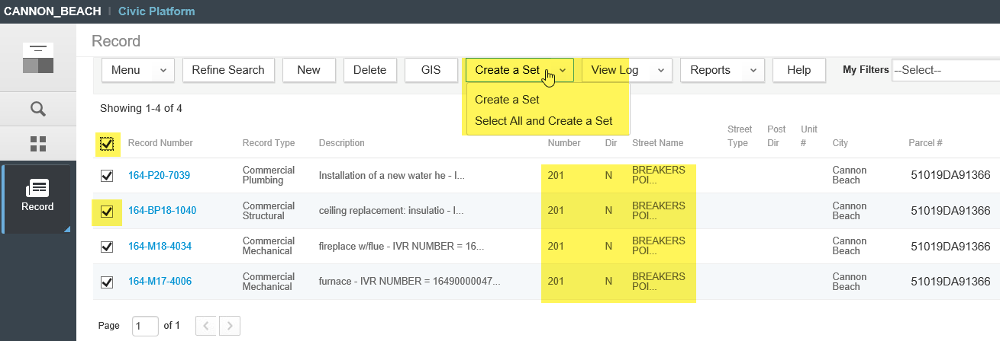 CANNON_BEACH | Civic Platform
Record
Menu Refine Search New Delete GIS Create a Set View Log Reports Help My Filters --Select--
Create a Set
Select All and Create a Set
Showing 1-4 of 4
Record Number Record Type Description Number Dir Street Name Street Type Post Dir Unit # City Parcel #
164-P20-7039 Commercial Plumbing Installation of a new water he - I... 201 N BREAKERS POI... Cannon Beach 51019DA91366
164-BP18-1040 Commercial Structural ceiling replacement: insulatio - I... 201 N BREAKERS POI... Cannon Beach 51019DA91366
164-M18-4034 Commercial Mechanical fireplace w/flue - IVR NUMBER = 16... 201 N BREAKERS POI... Cannon Beach 51019DA91366
164-M17-4006 Commercial Mechanical furnace - IVR NUMBER = 16490000047... 201 N BREAKERS POI... Cannon Beach 51019DA91366
Record
Page 1 of 1